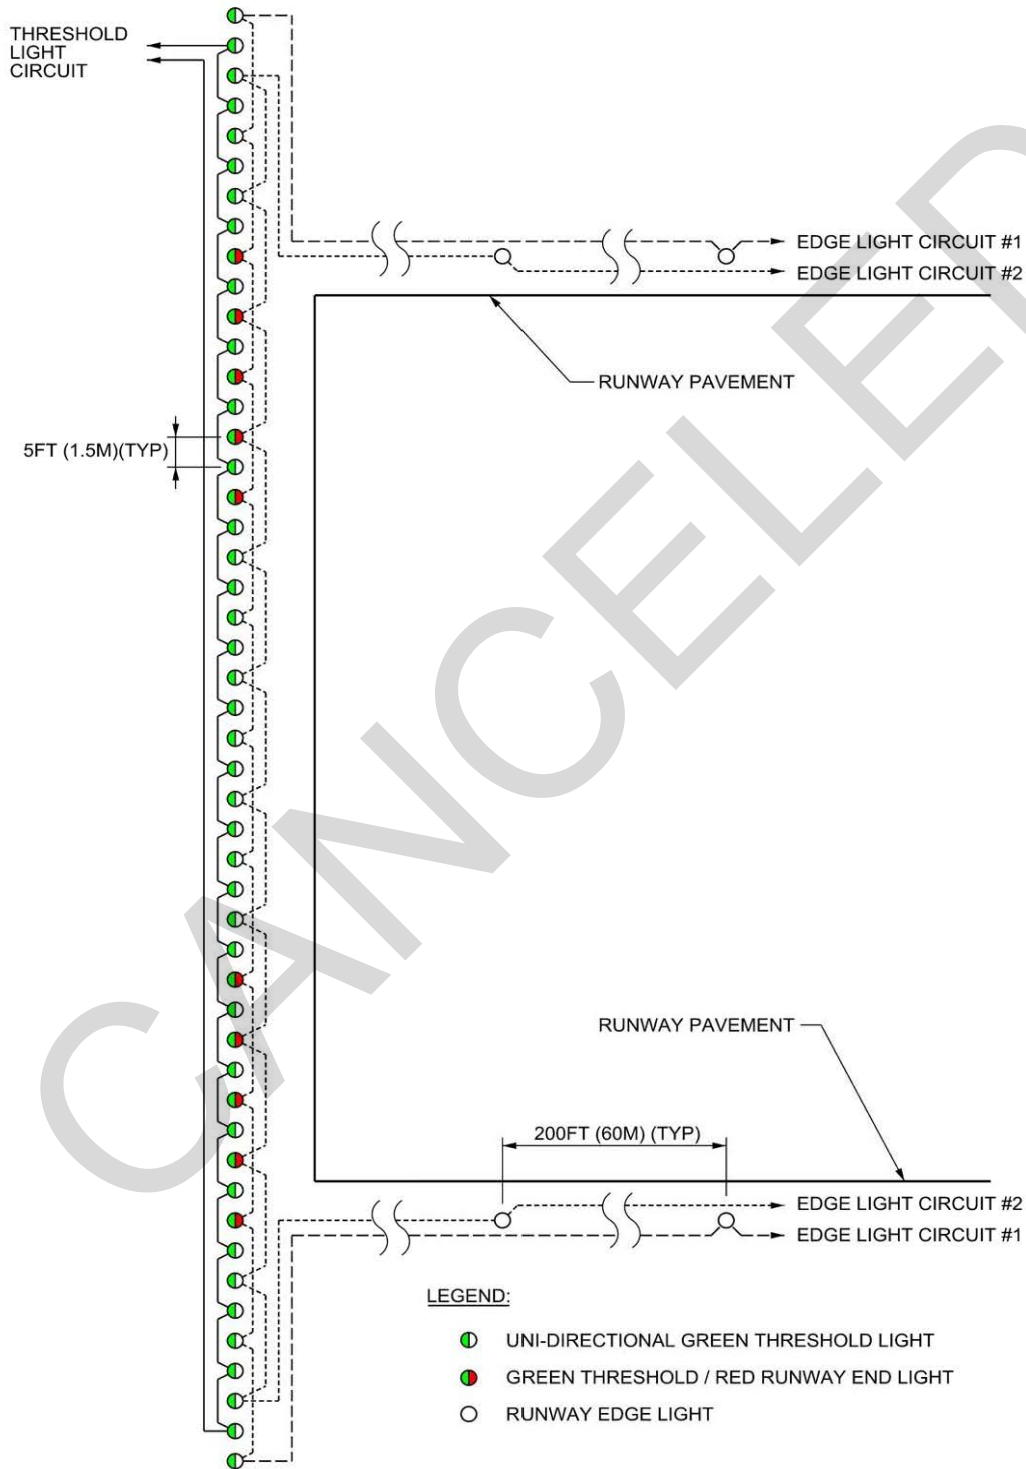 THRESHOLD
LIGHT
CIRCUIT
EDGE LIGHT CIRCUIT #1
EDGE LIGHT CIRCUIT #2
RUNWAY PAVEMENT
5FT (1.5M)(TYP)
CANCELED
RUNWAY PAVEMENT
200FT (60M) (TYP)
EDGE LIGHT CIRCUIT #2
EDGE LIGHT CIRCUIT #1
LEGEND:
UNI-DIRECTIONAL GREEN THRESHOLD LIGHT
GREEN THRESHOLD / RED RUNWAY END LIGHT
RUNWAY EDGE LIGHT